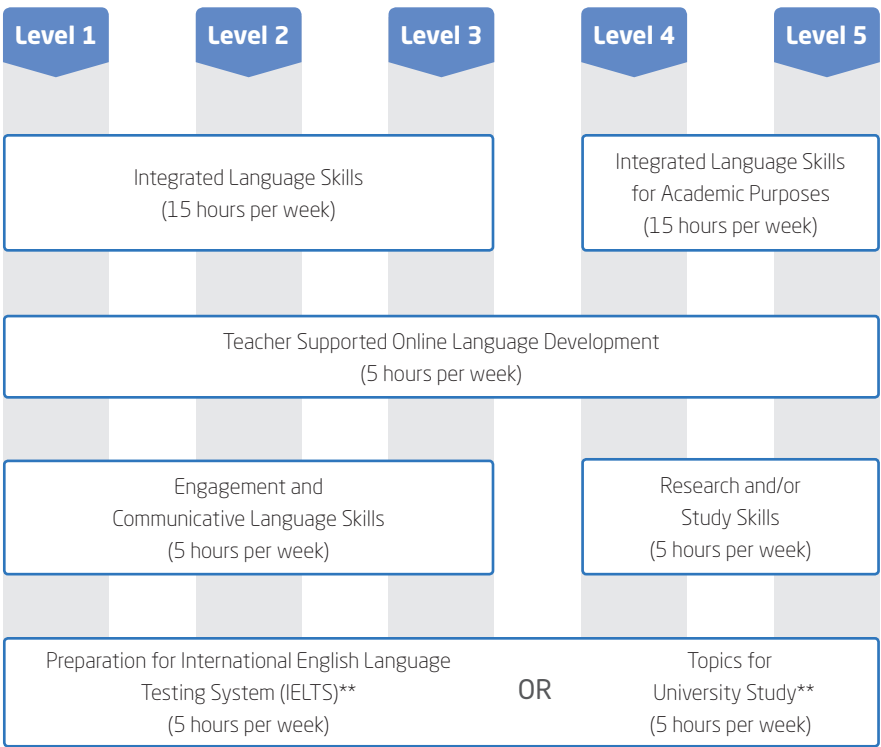 Level 1 Level 2 Level 3 Level 4 Level 5
Integrated Language Skills
(15 hours per week)
Integrated Language Skills
for Academic Purposes
(15 hours per week)
Teacher Supported Online Language Development
(5 hours per week)
Engagement and
Communicative Language Skills
(5 hours per week)
Research and/or
Study Skills
(5 hours per week)
Preparation for International English Language
Testing System (IELTS)**
(5 hours per week)
OR
Topics for
University Study**
(5 hours per week)